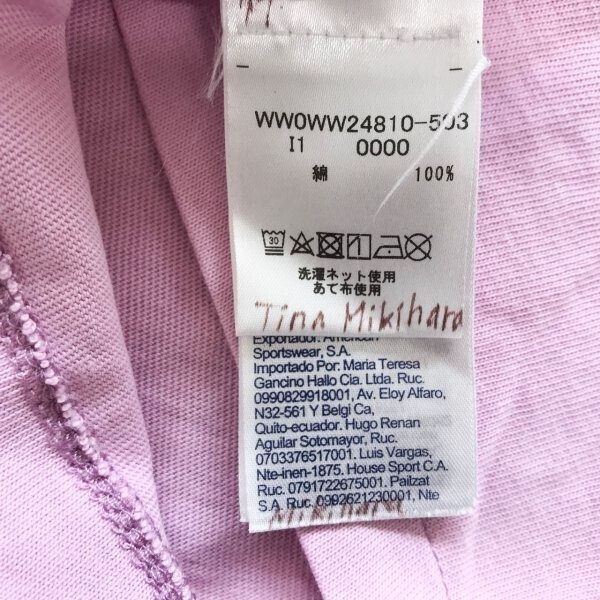 WW0WW24810-503
I1 0000
綿 100%
30
洗濯ネット使用
あて布使用
Tina Mikihara
Exportador: American
Sportswear, S.A.
Importado Por: Maria Teresa
Gancino Hallo Cia. Ltda. Ruc.
0990829918001, Av. Eloy Alfaro,
N32-561 Y Belgi Ca,
Quito-ecuador. Hugo Renan
Aguilar Sotomayor, Ruc.
0703376517001. Luis Vargas,
Nte-inen-1875. House Sport C.A.
Ruc. 0791722675001. Pailzat
S.A. Ruc. 0992621230001, Nte
Mikihara